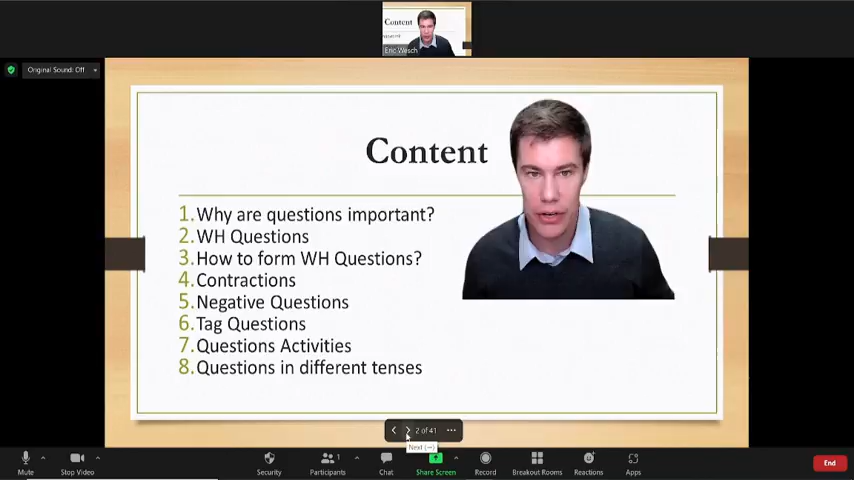 Content
Eric Wesch
Original Sound: Off
Content
1. Why are questions important?
2. WH Questions
3. How to form WH Questions?
4. Contractions
5. Negative Questions
6. Tag Questions
7. Questions Activities
8. Questions in different tenses
2 of 41
Next (→)
Mute
Stop Video
Security
1
Participants
Chat
Share Screen
Record
Breakout Rooms
Reactions
Apps
End